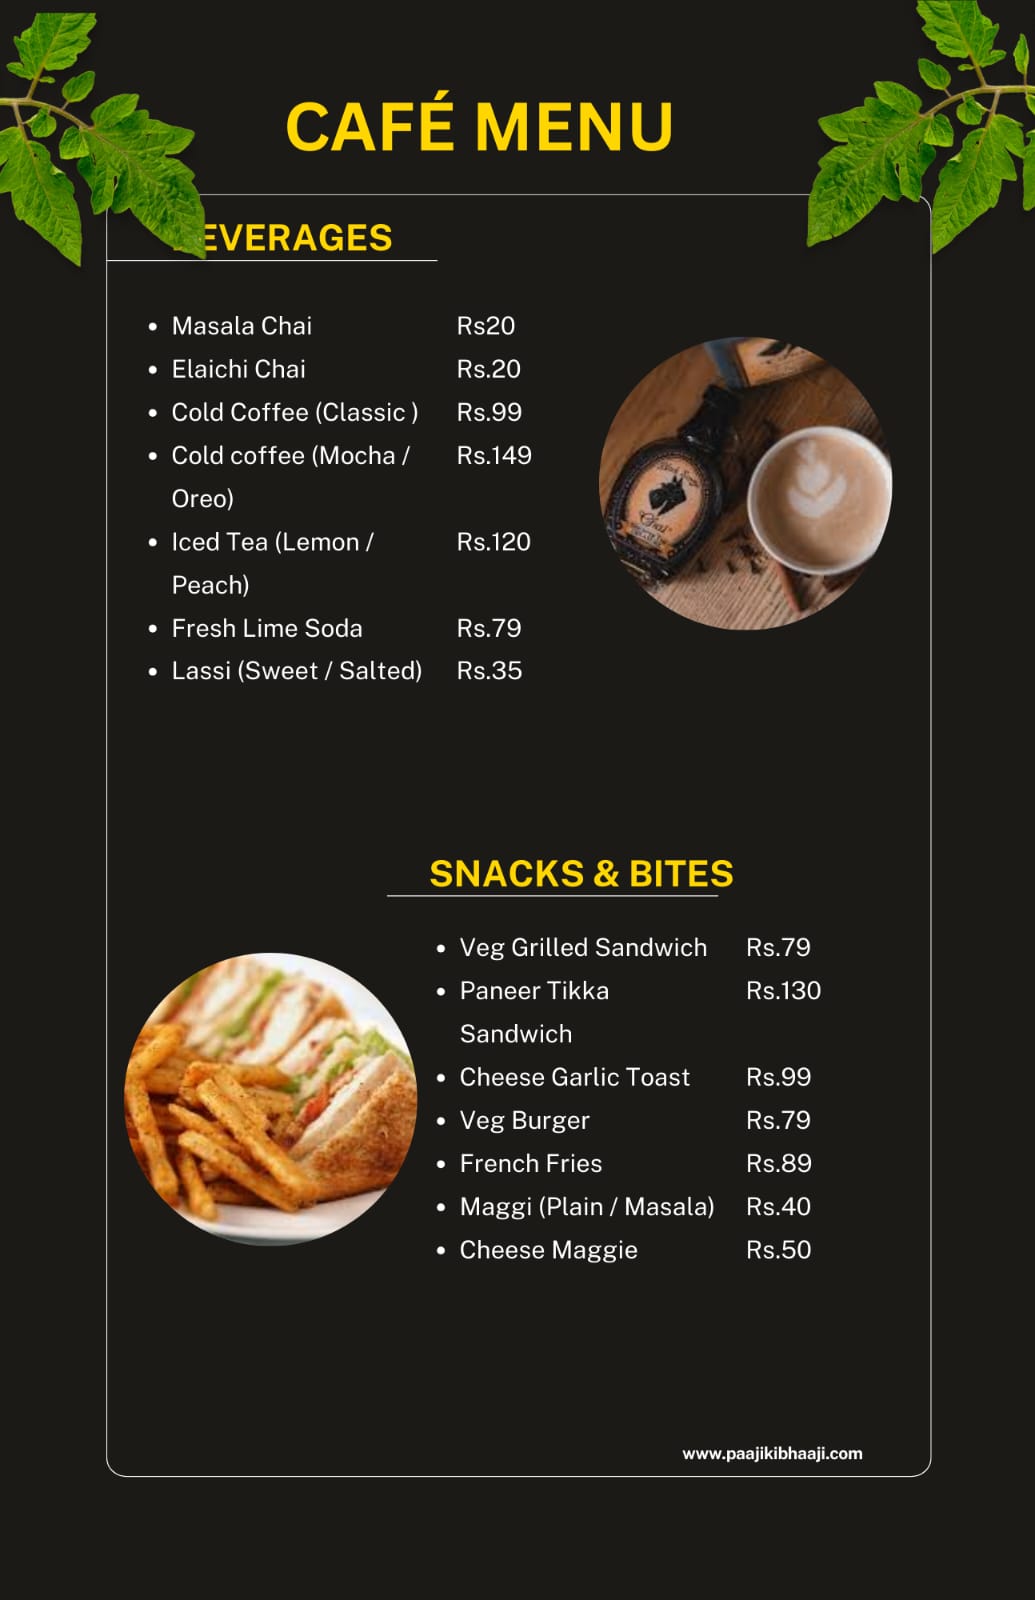 CAFÉ MENU
BEVERAGES
• Masala Chai Rs20
• Elaichi Chai Rs.20
• Cold Coffee (Classic ) Rs.99
• Cold coffee (Mocha / Rs.149
Oreo)
• Iced Tea (Lemon / Rs.120
Peach)
• Fresh Lime Soda Rs.79
• Lassi (Sweet / Salted) Rs.35
Chai
SNACKS & BITES
• Veg Grilled Sandwich Rs.79
• Paneer Tikka Rs.130
Sandwich
• Cheese Garlic Toast Rs.99
• Veg Burger Rs.79
• French Fries Rs.89
• Maggi (Plain / Masala) Rs.40
• Cheese Maggie Rs.50
www.paajikibhaaji.com